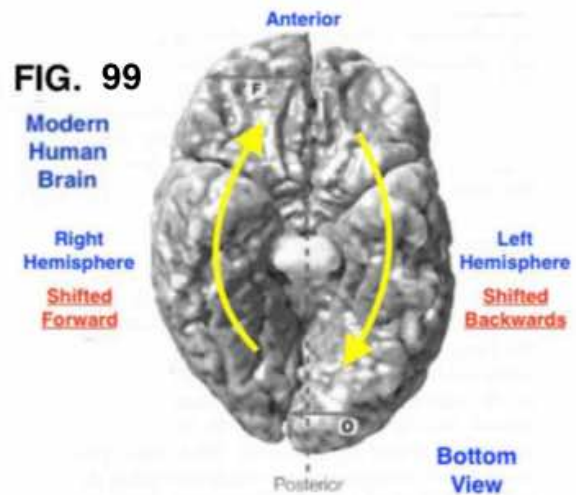 Anterior
FIG. 99
F
Modern
Human
Brain
Right
Hemisphere
Shifted
Forward
Left
Hemisphere
Shifted
Backwards
O
Bottom
View
Posterior